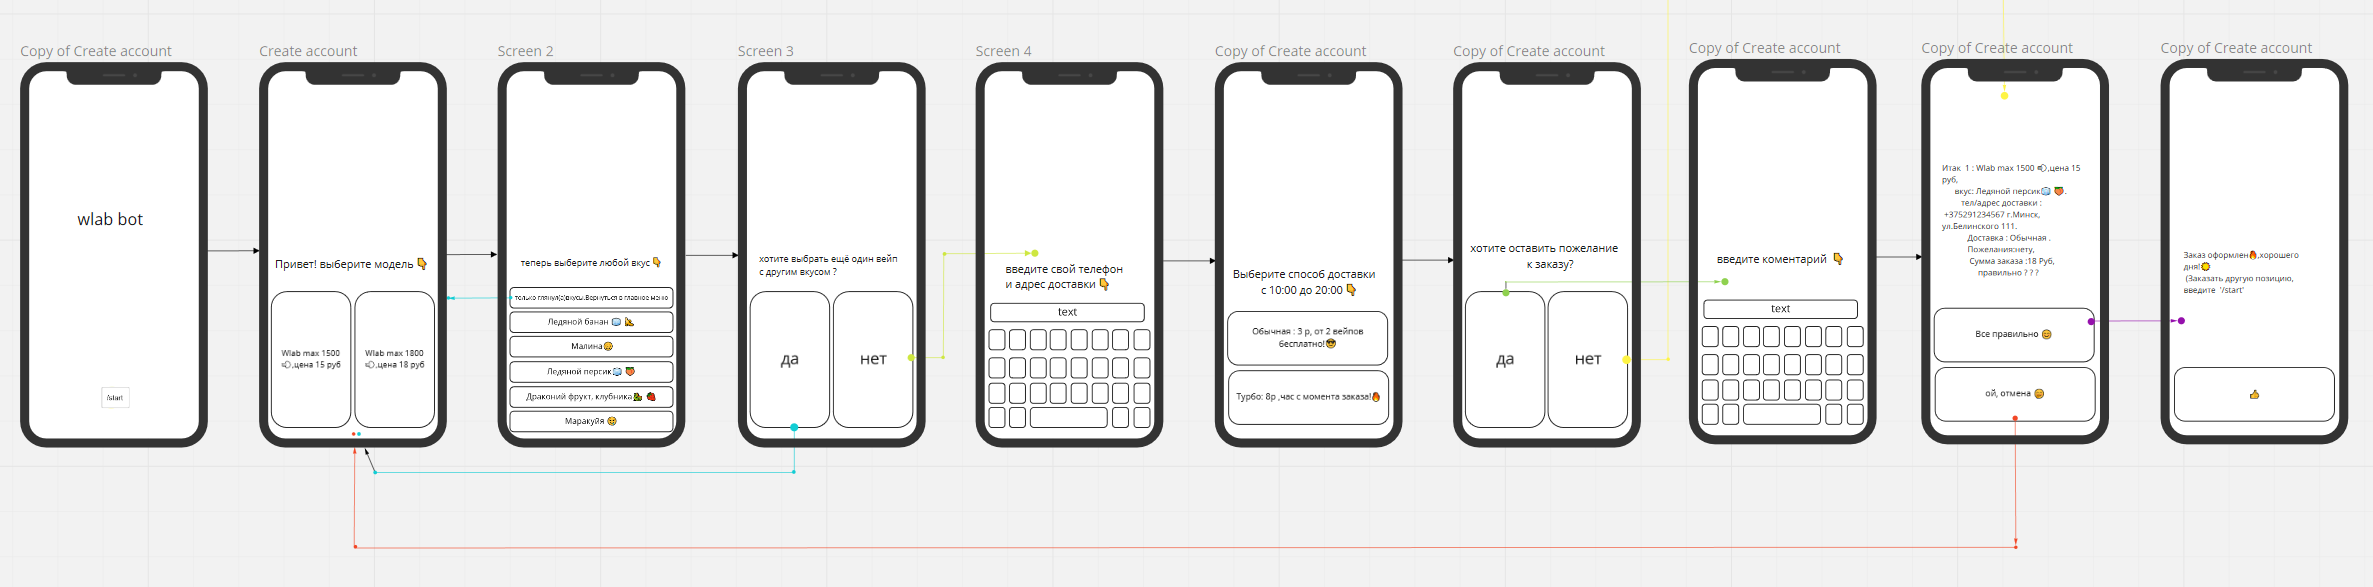 Copy of Create account
wlab bot
/start
Create account
Привет! выберите модель 👇
Wlab max 1500
💨,цена 15 руб
Wlab max 1800
💨,цена 18 руб
Screen 2
теперь выберите любой вкус 👇
только глянул(а)вкусы.Вернуться в главное меню
Ледяной банан 🧊 🍌
Малина😊
Ледяной персик🧊 🍑
Драконий фрукт, клубника🐉 🍓
Маракуйя 😋
Screen 3
хотите выбрать ещё один вейп
с другим вкусом ?
да
нет
Screen 4
введите свой телефон
и адрес доставки 👇
text
Copy of Create account
Выберите способ доставки
с 10:00 до 20:00 👇
Обычная : 3 р, от 2 вейпов
бесплатно!😎
Турбо: 8р ,час с момента заказа!🔥
Copy of Create account
хотите оставить пожелание
к заказу?
да
нет
Copy of Create account
введите коментарий 👇
text
Copy of Create account
Итак 1 : Wlab max 1500 💨,цена 15
руб,
вкус: Ледяной персик🧊 🍑.
тел/адрес доставки :
+375291234567 г.Минск,
ул.Белинского 111.
Доставка : Обычная .
Пожелания:нету,
Сумма заказа :18 Руб,
правильно ? ? ?
Все правильно 😊
ой, отмена 😅
Copy of Create account
Заказ оформлен🔥,хорошего
дня!🌞
(Заказать другую позицию,
введите '/start'
👍